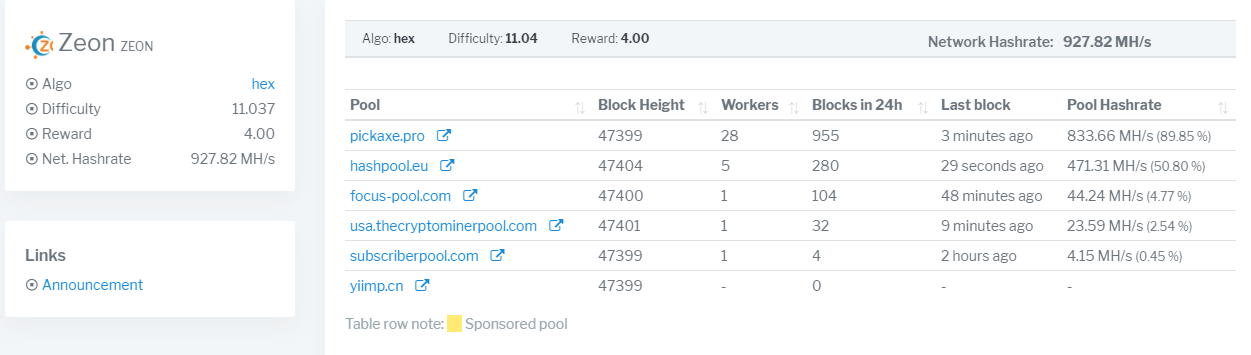 Zeon ZEON
Algo hex
Difficulty 11.037
Reward 4.00
Net. Hashrate 927.82 MH/s
Links
Announcement
Algo: hex Difficulty: 11.04 Reward: 4.00 Network Hashrate: 927.82 MH/s
Pool Block Height Workers Blocks in 24h Last block Pool Hashrate
pickaxe.pro 47399 28 955 3 minutes ago 833.66 MH/s (89.85 %)
hashpool.eu 47404 5 280 29 seconds ago 471.31 MH/s (50.80 %)
focus-pool.com 47400 1 104 48 minutes ago 44.24 MH/s (4.77 %)
usa.thecryptominerpool.com 47401 1 32 9 minutes ago 23.59 MH/s (2.54 %)
subscriberpool.com 47399 1 4 2 hours ago 4.15 MH/s (0.45 %)
yiimp.cn 47399 - 0 - -
Table row note: Sponsored pool